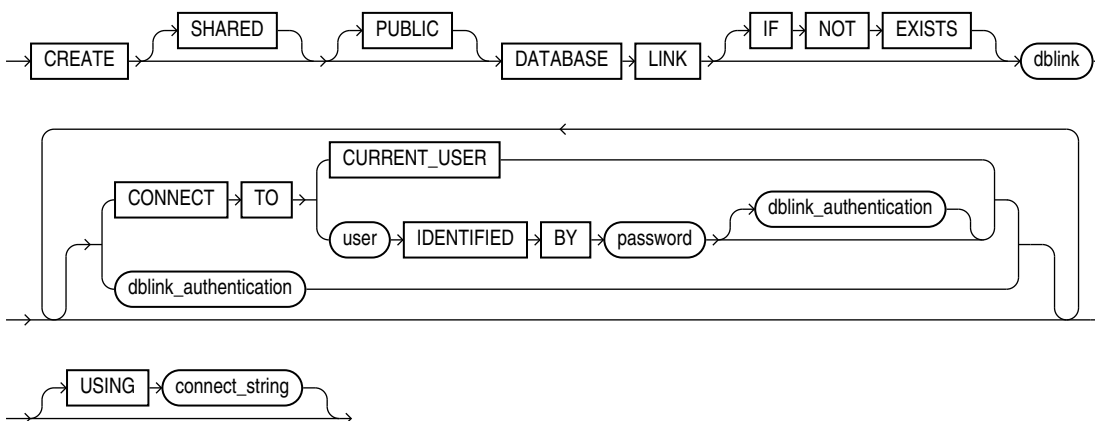 SHARED PUBLIC IF NOT EXISTS
CREATE DATABASE LINK dblink
CURRENT_USER
CONNECT TO dblink_authentication
user IDENTIFIED BY password
dblink_authentication
USING connect_string